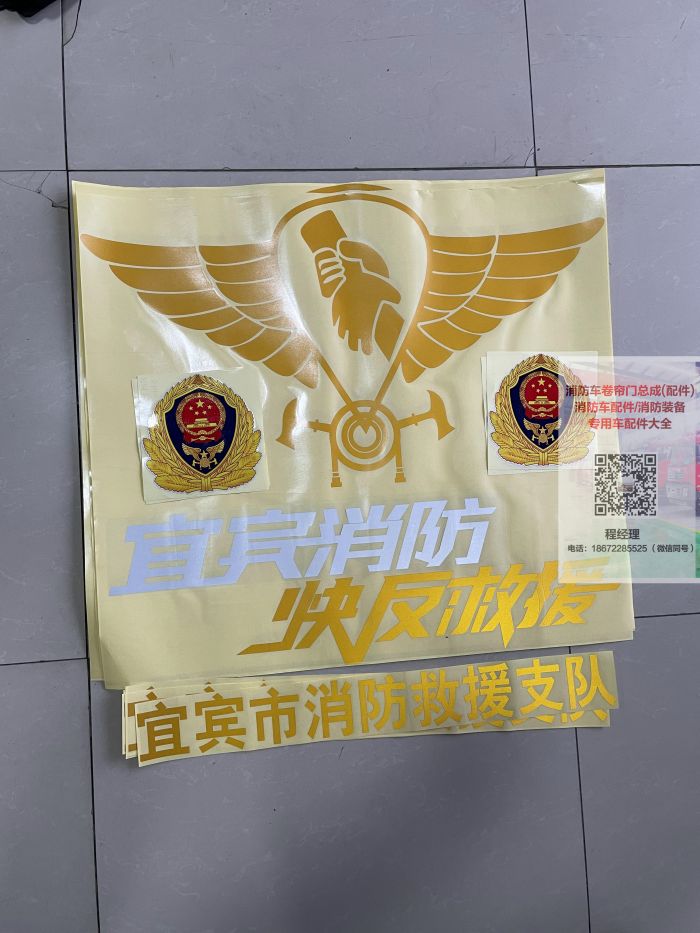 消防车卷帘门总成(配件)
消防车配件/消防装备
专用车配件大全
程经理
电话：18672285525（微信同号）
宜宾消防
快反救援
宜宾市消防救援支队